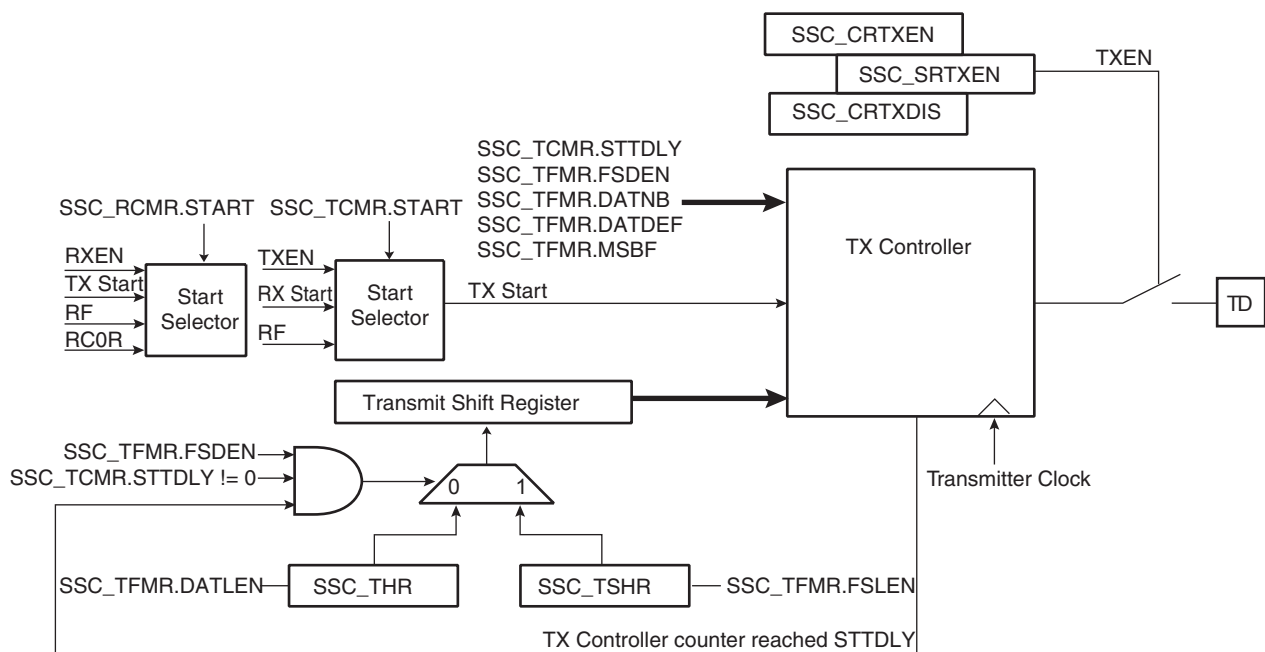 SSC_CRTXEN
SSC_SRTXEN
TXEN
SSC_CRTXDIS
SSC_TCMR.STTDLY
SSC_TFMR.FSDEN
SSC_TFMR.DATNB
SSC_TFMR.DATDEF
SSC_TFMR.MSBF
SSC_RCMR.START
SSC_TCMR.START
RXEN
TX Start
RF
RC0R
Start
Selector
TXEN
RX Start
RF
Start
Selector
TX Start
TX Controller
TD
Transmit Shift Register
SSC_TFMR.FSDEN
SSC_TCMR.STTDLY != 0
0
1
Transmitter Clock
SSC_TFMR.DATLEN
SSC_THR
SSC_TSHR
SSC_TFMR.FSLEN
TX Controller counter reached STTDLY